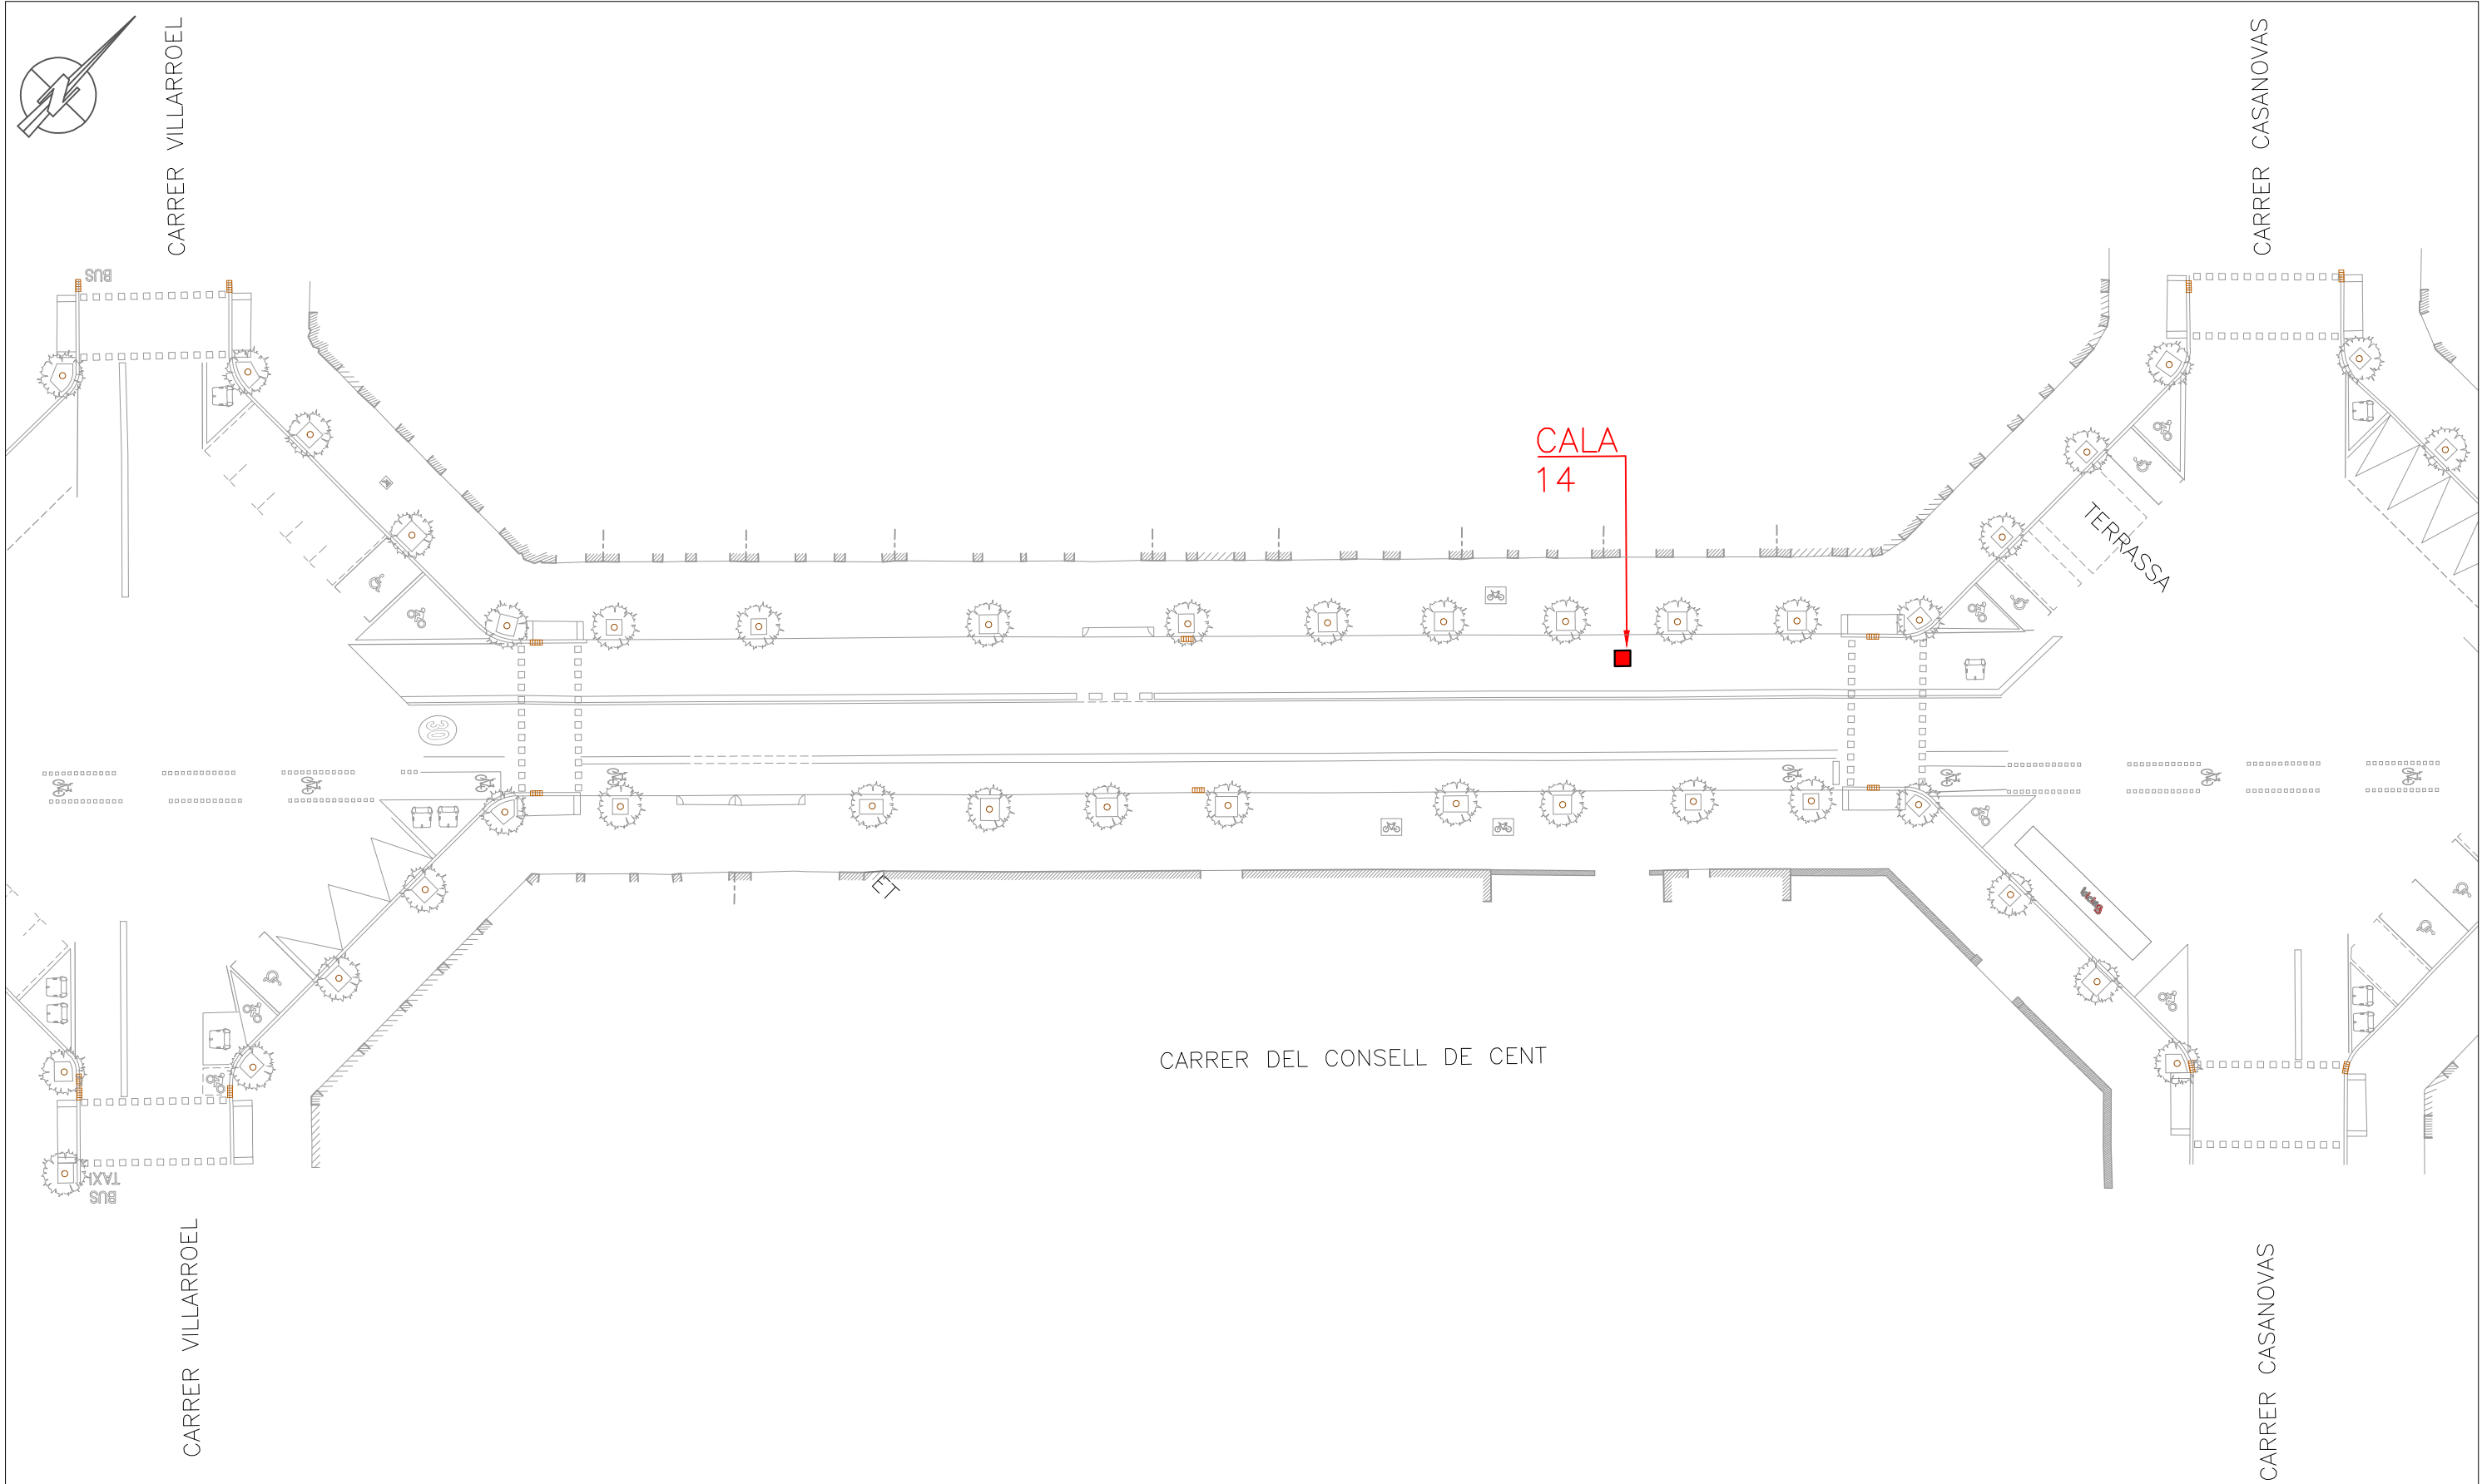 CARRER VILLARROEL
CARRER CASANOVAS
N
BUS
CALA
14
TERRASSA
30
ET
CARRER DEL CONSELL DE CENT
TAXI
BUS
CARRER VILLARROEL
CARRER CASANOVAS